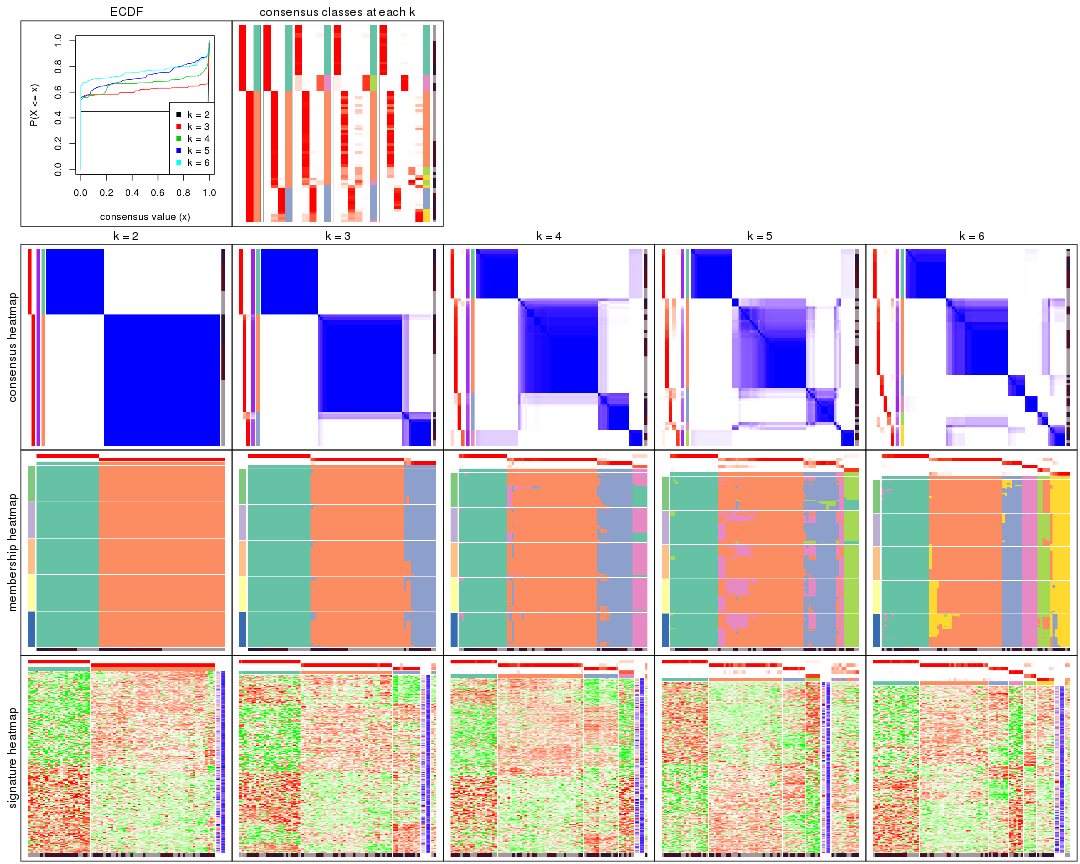 ECDF
consensus classes at each k
P(X <= x)
1.0
0.8
0.6
0.4
0.2
0.0
k = 2
k = 3
k = 4
k = 5
k = 6
0.0 0.2 0.4 0.6 0.8 1.0
consensus value (x)
k = 2
k = 3
k = 4
k = 5
k = 6
consensus heatmap
membership heatmap
signature heatmap